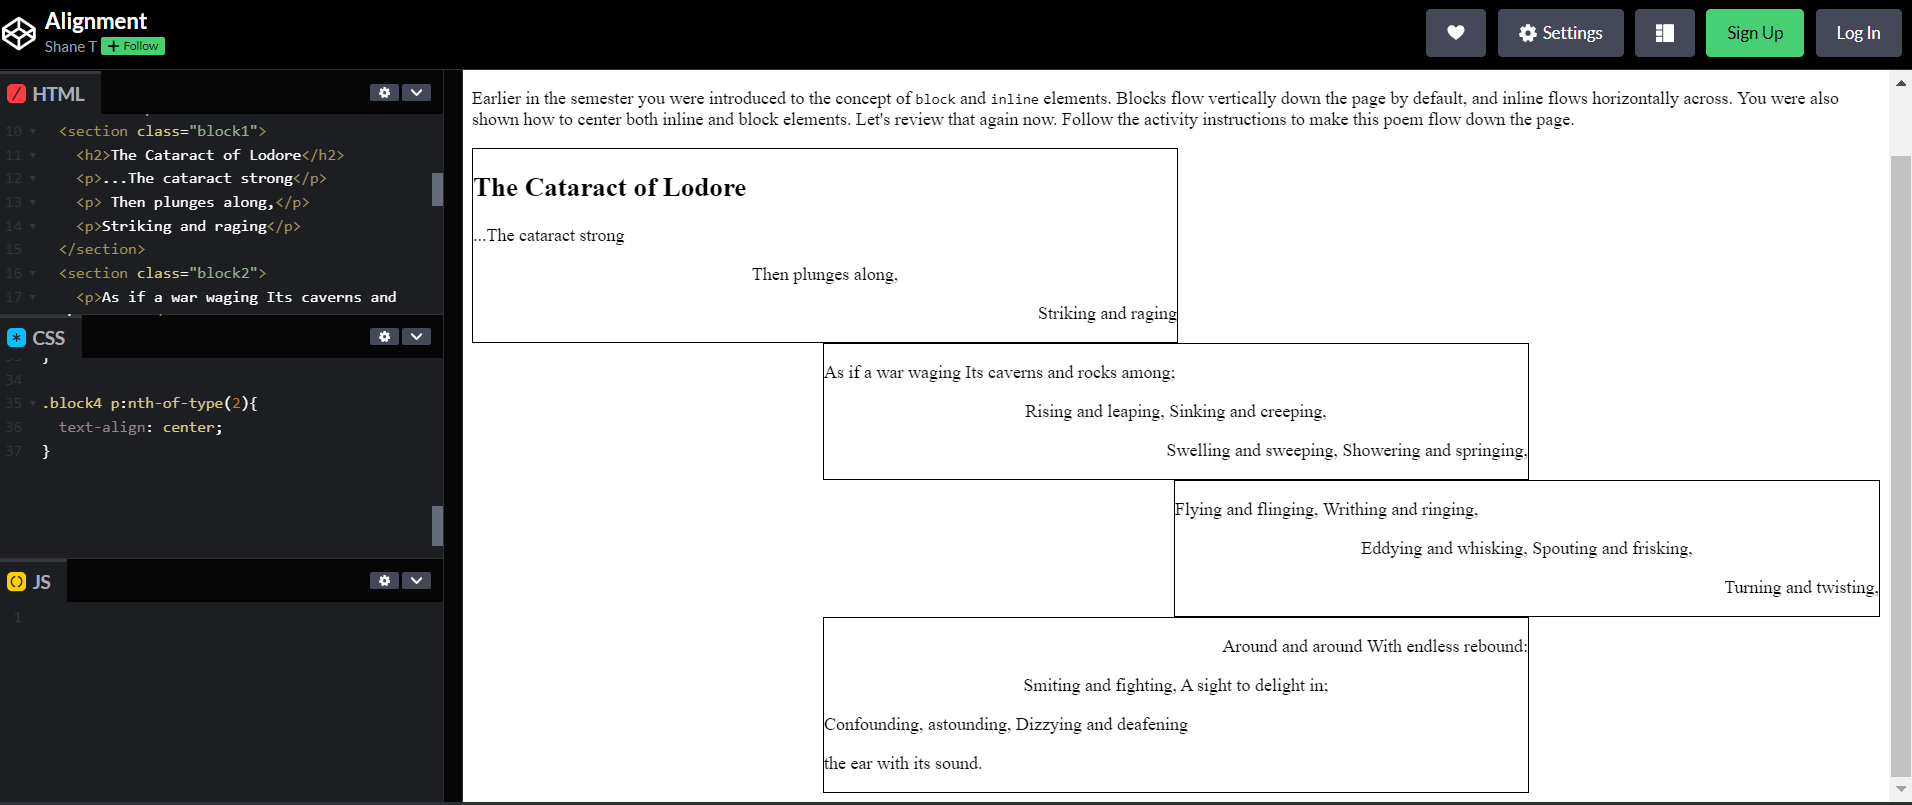 Alignment
Shane T + Follow
Settings
Sign Up
Log In
HTML
10 <section class="block1">
11 <h2>The Cataract of Lodore</h2>
12 <p>...The cataract strong</p>
13 <p> Then plunges along,</p>
14 <p>Striking and raging</p>
15 </section>
16 <section class="block2">
17 <p>As if a war waging Its caverns and
CSS
33 }
34
35 .block4 p:nth-of-type(2){
36 text-align: center;
37 }
JS
1
Earlier in the semester you were introduced to the concept of block and inline elements. Blocks flow vertically down the page by default, and inline flows horizontally across. You were also
shown how to center both inline and block elements. Let's review that again now. Follow the activity instructions to make this poem flow down the page.
The Cataract of Lodore
...The cataract strong
Then plunges along,
Striking and raging
As if a war waging Its caverns and rocks among;
Rising and leaping, Sinking and creeping,
Swelling and sweeping, Showering and springing,
Flying and flinging, Writhing and ringing,
Eddying and whisking, Spouting and frisking,
Turning and twisting,
Around and around With endless rebound:
Smiting and fighting, A sight to delight in;
Confounding, astounding, Dizzying and deafening
the ear with its sound.